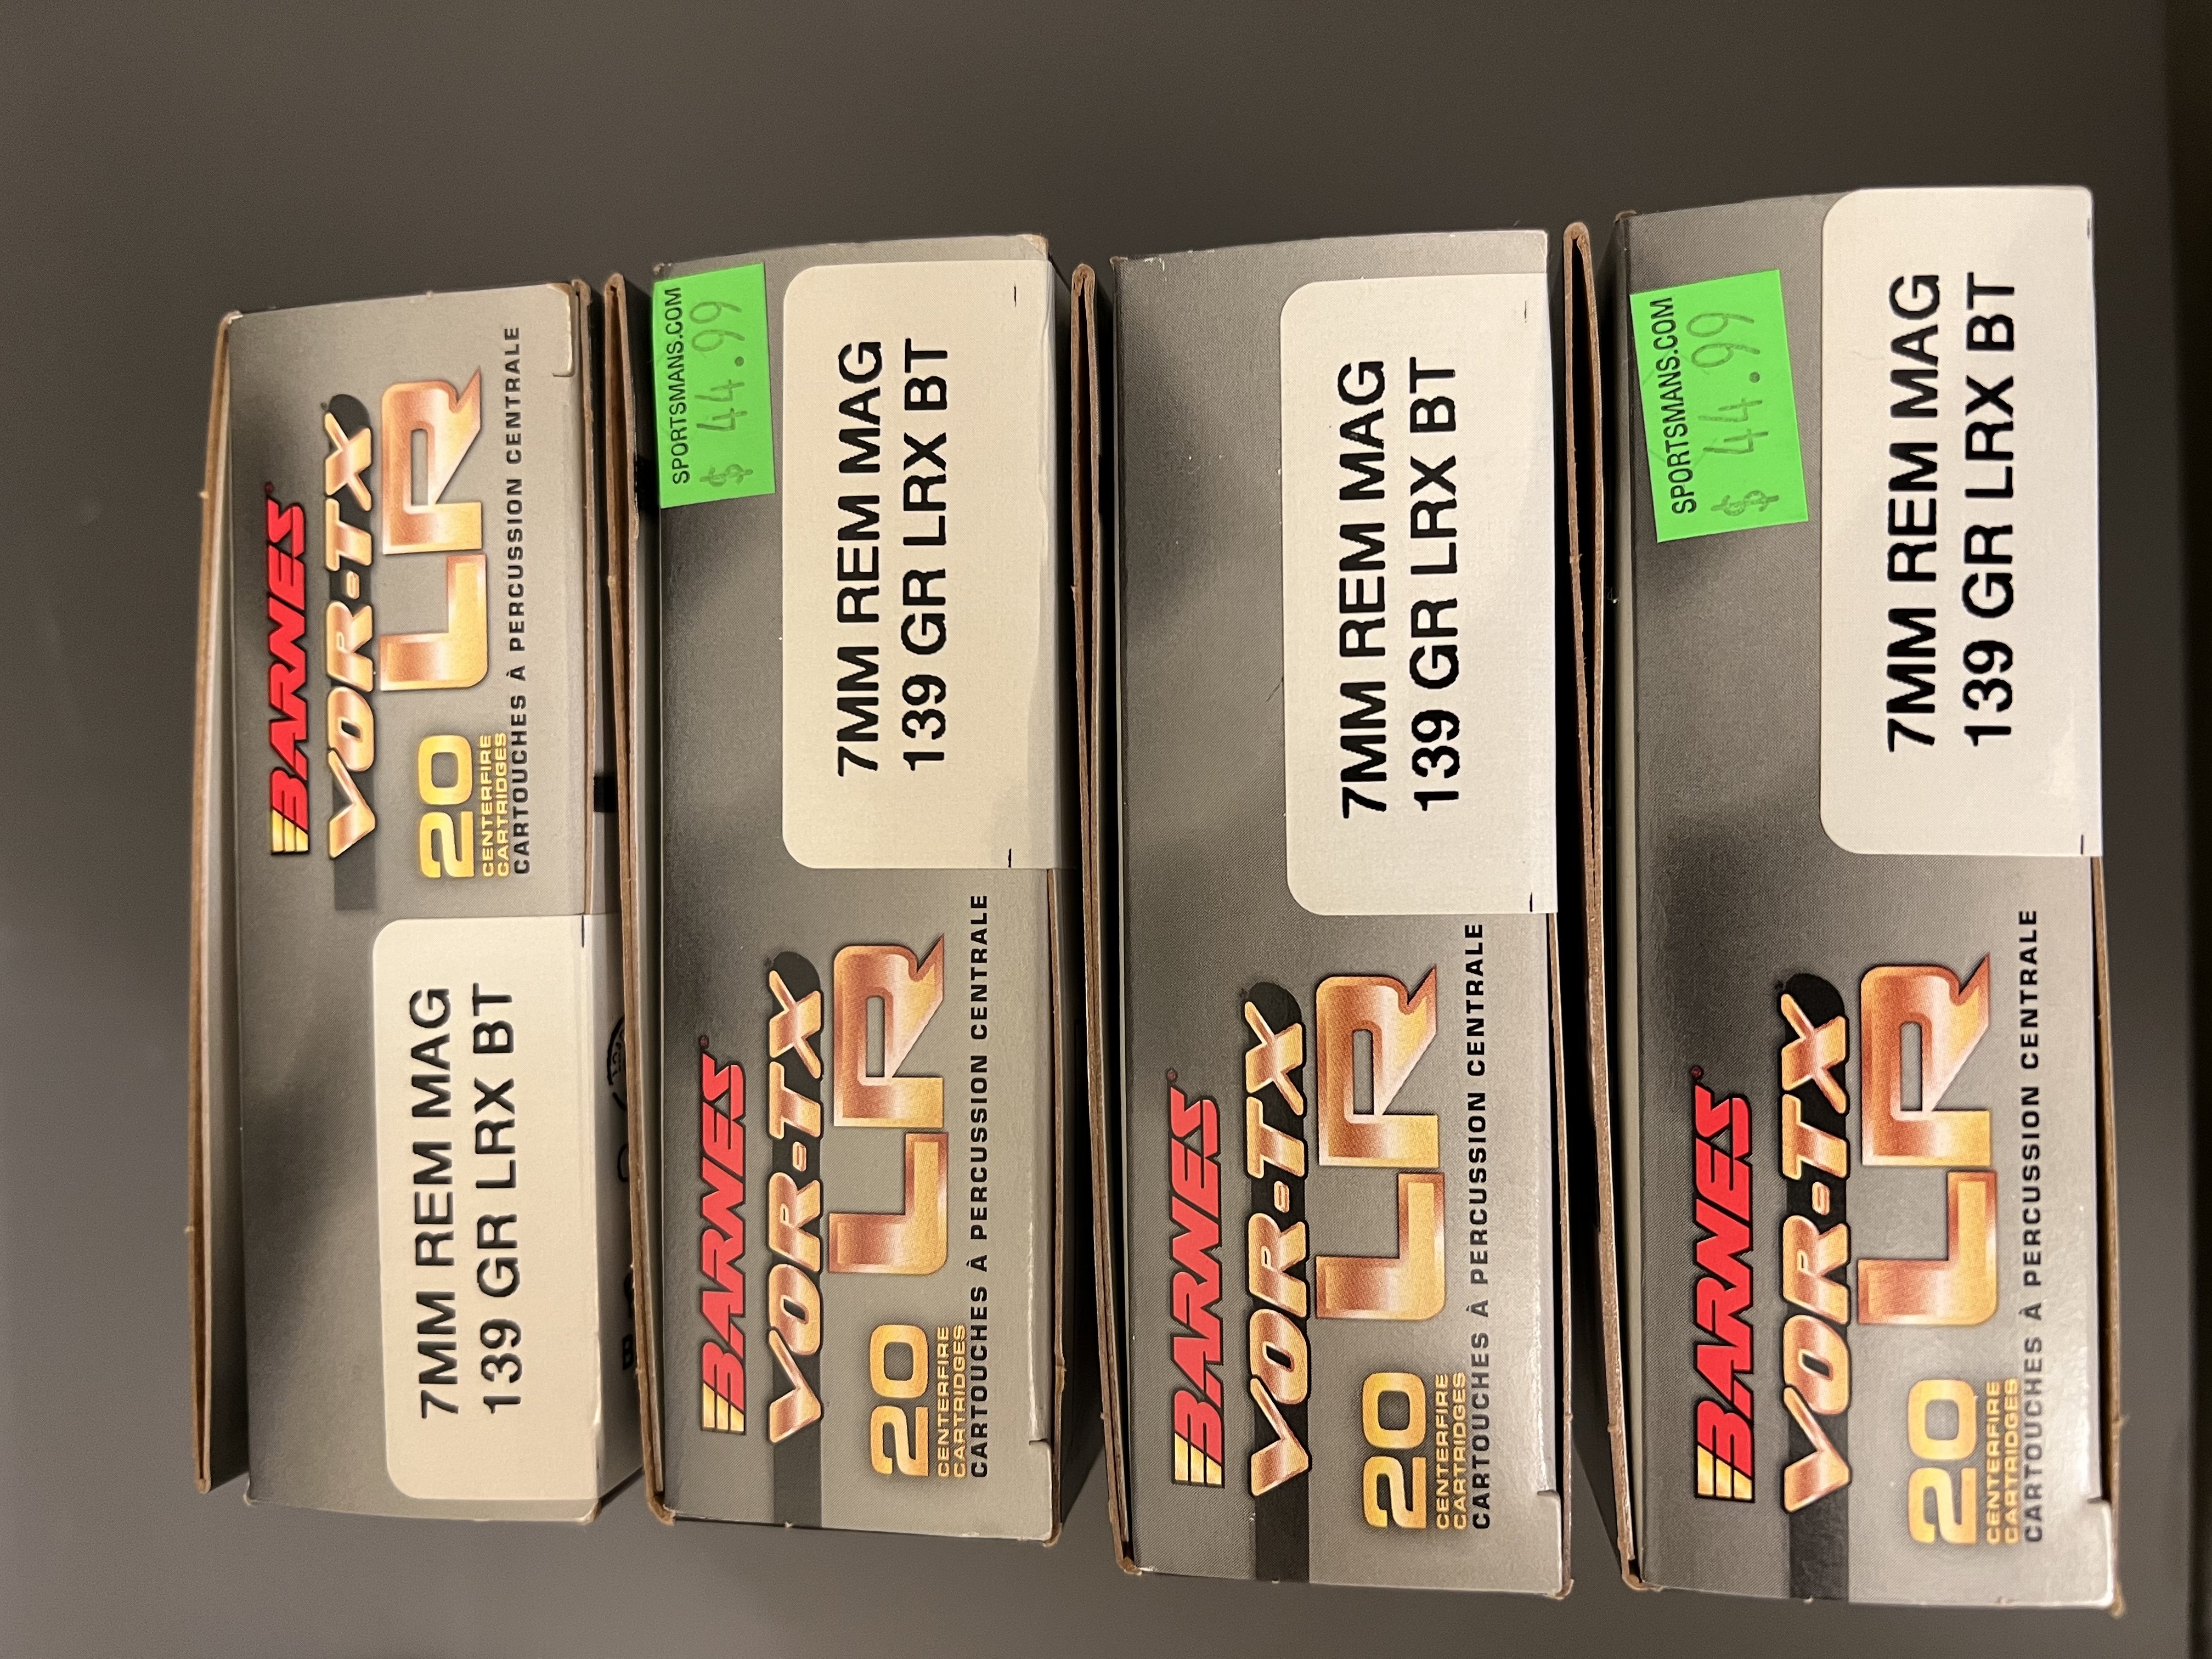 BARNES
VOR-TX
LR
20
CENTERFIRE
CARTRIDGES
CARTOUCHES À PERCUSSION CENTRALE
7MM REM MAG
139 GR LRX BT
SPORTSMANS.COM
$ 44.99
7MM REM MAG
139 GR LRX BT
BARNES
VOR-TX
LR
20
CENTERFIRE
CARTRIDGES
CARTOUCHES À PERCUSSION CENTRALE
7MM REM MAG
139 GR LRX BT
BARNES
VOR-TX
LR
20
CENTERFIRE
CARTRIDGES
CARTOUCHES À PERCUSSION CENTRALE
SPORTSMANS.COM
$ 44.99
7MM REM MAG
139 GR LRX BT
BARNES
VOR-TX
LR
20
CENTERFIRE
CARTRIDGES
CARTOUCHES À PERCUSSION CENTRALE